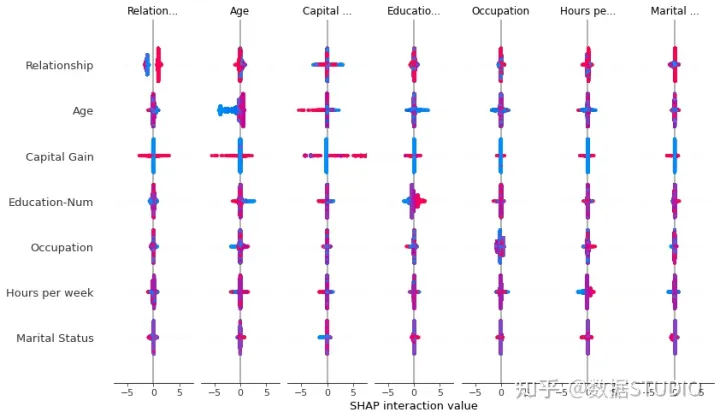 Relation... Age Capital ... Educatio... Occupation Hours pe... Marital ...
Relationship
Age
Capital Gain
Education-Num
Occupation
Hours per week
Marital Status
−5 0 5 −5 0 5 −5 0 5 −5 0 5 −5 0 5 −5 0 5 −5 0 5
SHAP interaction value
知乎 @数据STUDIO